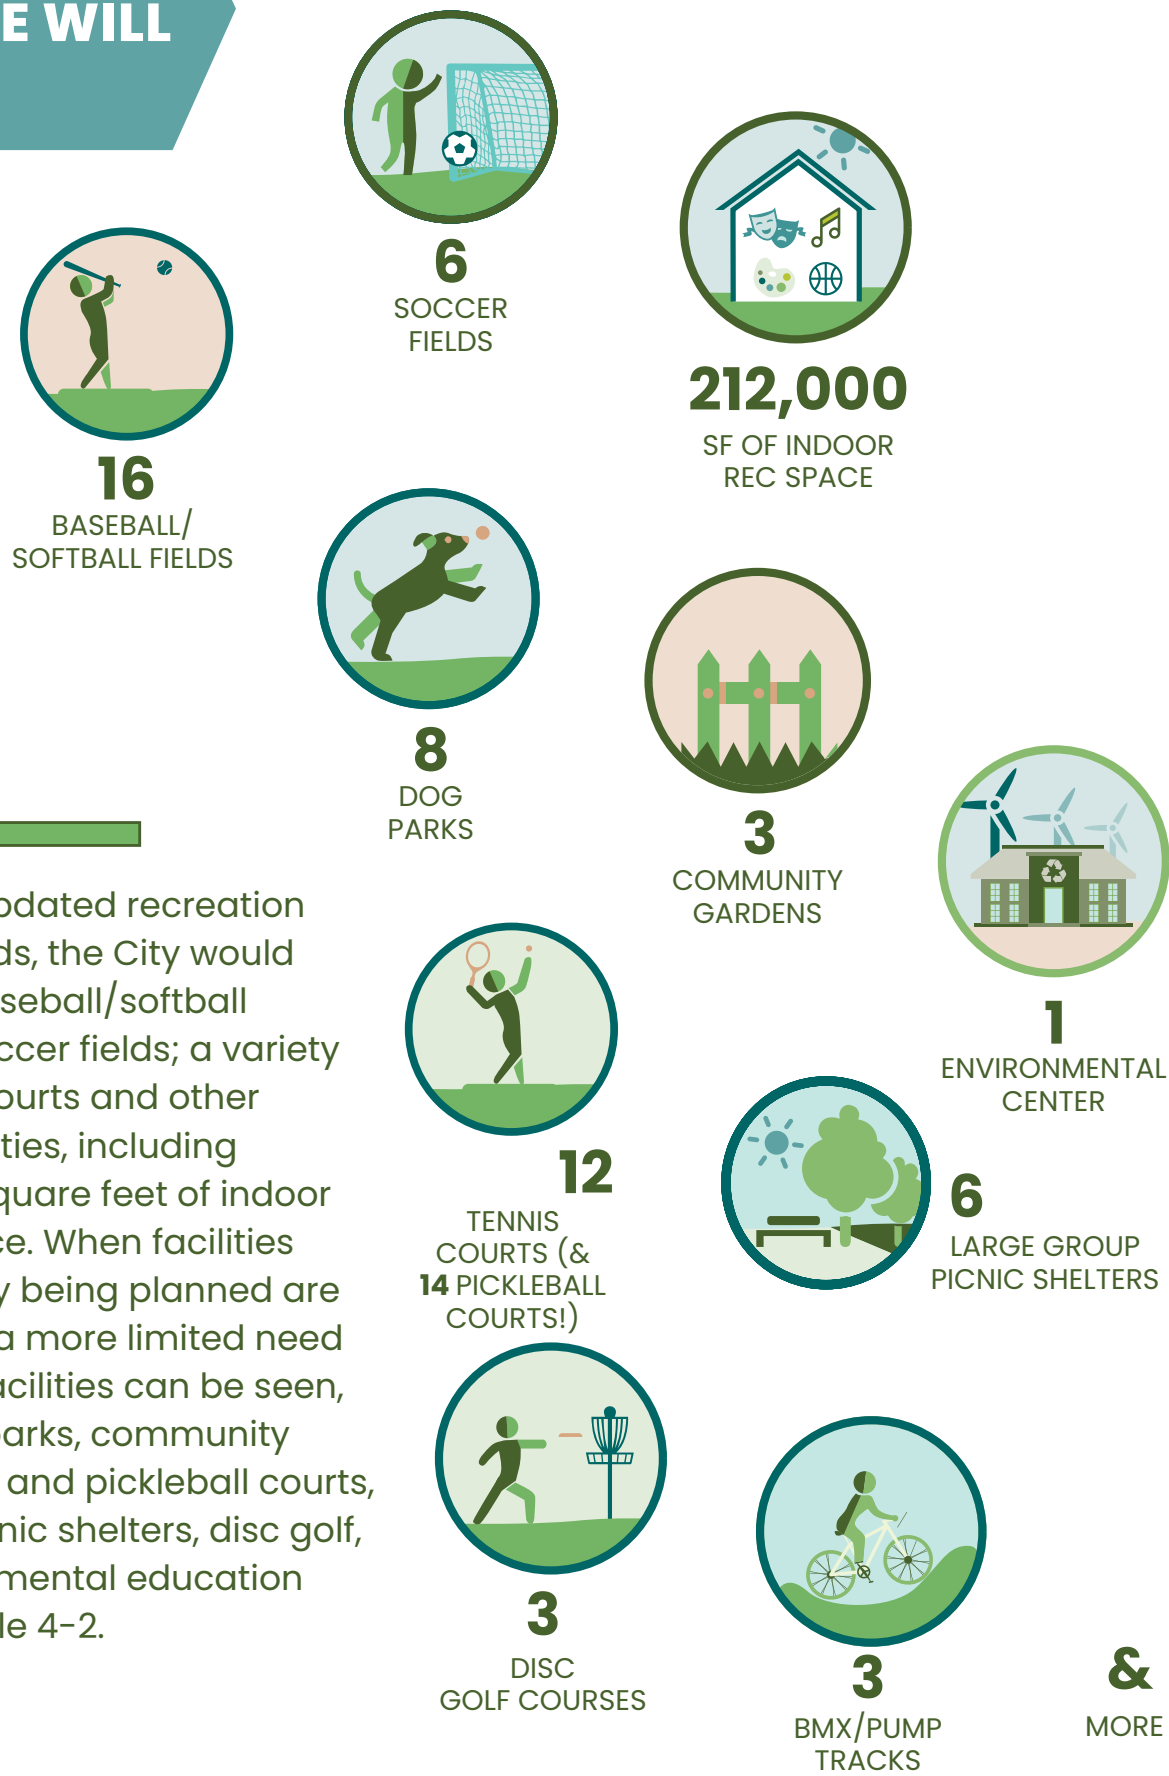 E WILL
6
SOCCER
FIELDS
212,000
SF OF INDOOR
REC SPACE
16
BASEBALL/
SOFTBALL FIELDS
8
DOG
PARKS
3
COMMUNITY
GARDENS
1
ENVIRONMENTAL
CENTER
pdated recreation
ds, the City would
seball/softball
ccer fields; a variety
ourts and other
ties, including
quare feet of indoor
ce. When facilities
y being planned are
a more limited need
acilities can be seen,
parks, community
and pickleball courts,
nic shelters, disc golf,
mental education
le 4-2.
12
TENNIS
COURTS (&
14 PICKLEBALL
COURTS!)
6
LARGE GROUP
PICNIC SHELTERS
3
DISC
GOLF COURSES
3
BMX/PUMP
TRACKS
&
MORE